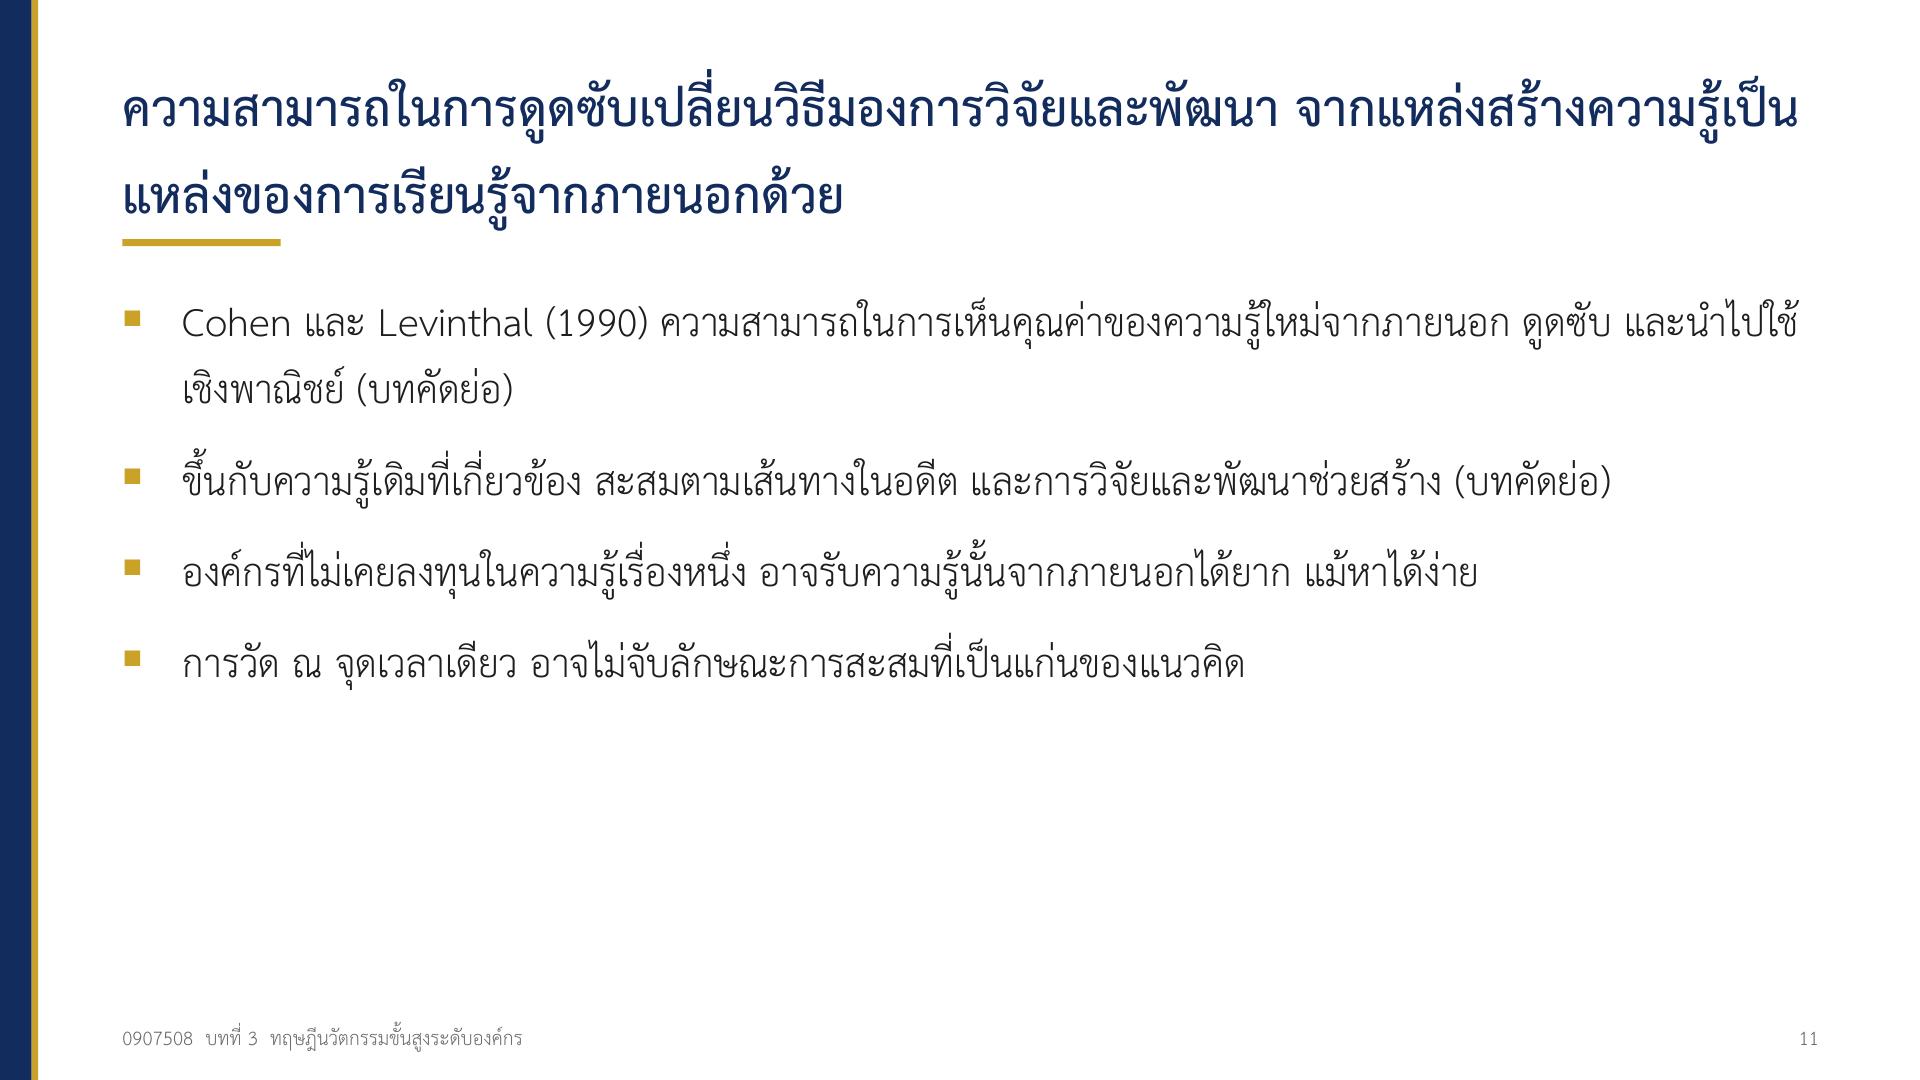 ความสามารถในการดูดซับเปลี่ยนวิธีมองการวิจัยและพัฒนา จากแหล่งสร้างความรู้เป็น
แหล่งของการเรียนรู้จากภายนอกด้วย
▪ Cohen และ Levinthal (1990) ความสามารถในการเห็นคุณค่าของความรู้ใหม่จากภายนอก ดูดซับ และนำไปใช้
เชิงพาณิชย์ (บทคัดย่อ)
▪ ขึ้นกับความรู้เดิมที่เกี่ยวข้อง สะสมตามเส้นทางในอดีต และการวิจัยและพัฒนาช่วยสร้าง (บทคัดย่อ)
▪ องค์กรที่ไม่เคยลงทุนในความรู้เรื่องหนึ่ง อาจรับความรู้นั้นจากภายนอกได้ยาก แม้หาได้ง่าย
▪ การวัด ณ จุดเวลาเดียว อาจไม่จับลักษณะการสะสมที่เป็นแก่นของแนวคิด
0907508 บทที่ 3 ทฤษฎีนวัตกรรมขั้นสูงระดับองค์กร
11